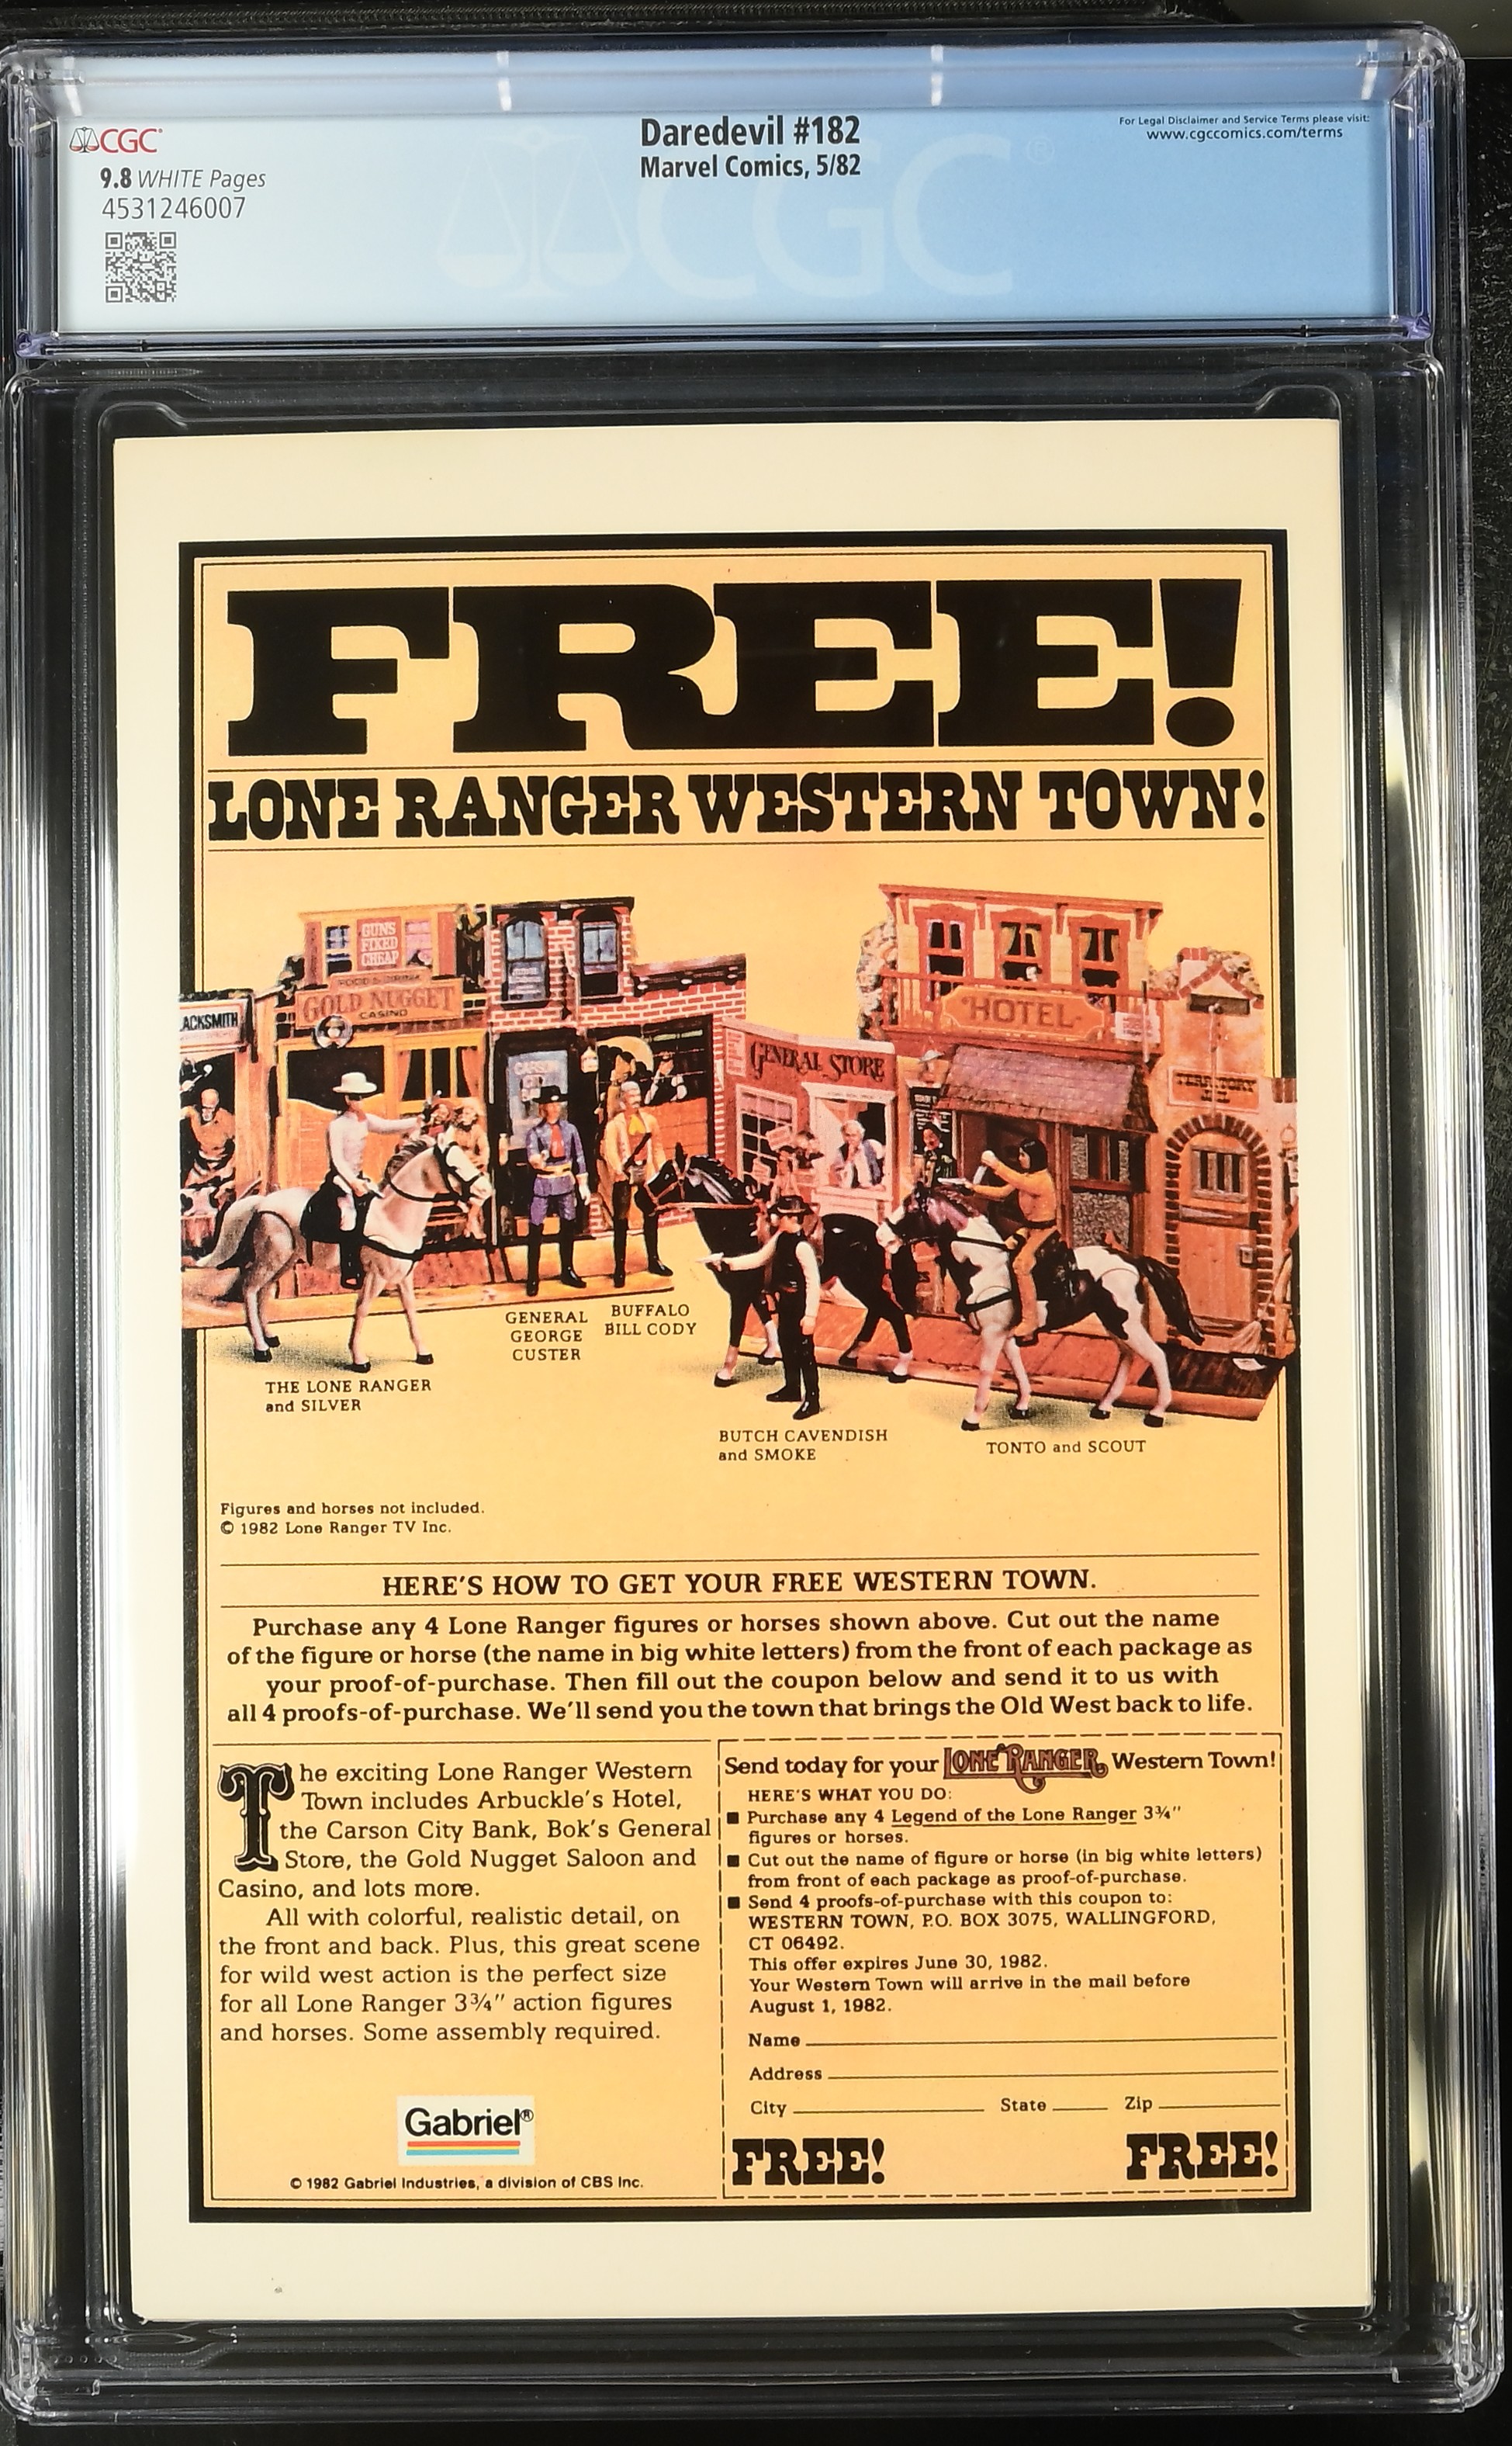 CGC
9.8 WHITE Pages
4531246007
Daredevil #182
Marvel Comics, 5/82
For Legal Disclaimer and Service Terms please visit:
www.cgccomics.com/terms
CGC®
FREE!
LONE RANGER WESTERN TOWN!
GUNS
FIXED
CHEAP
FOOD & DRINK
GOLD NUGGET
CASINO
ACKSMITH
GENERAL STORE
HOTEL
GENERAL
GEORGE
CUSTER
BUFFALO
BILL CODY
THE LONE RANGER
and SILVER
BUTCH CAVENDISH
and SMOKE
TONTO and SCOUT
Figures and horses not included.
© 1982 Lone Ranger TV Inc.
HERE'S HOW TO GET YOUR FREE WESTERN TOWN.
Purchase any 4 Lone Ranger figures or horses shown above. Cut out the name
of the figure or horse (the name in big white letters) from the front of each package as
your proof-of-purchase. Then fill out the coupon below and send it to us with
all 4 proofs-of-purchase. We'll send you the town that brings the Old West back to life.
The exciting Lone Ranger Western
Town includes Arbuckle's Hotel,
the Carson City Bank, Bok's General
Store, the Gold Nugget Saloon and
Casino, and lots more.
All with colorful, realistic detail, on
the front and back. Plus, this great scene
for wild west action is the perfect size
for all Lone Ranger 3¾" action figures
and horses. Some assembly required.
Gabriel®
© 1982 Gabriel Industries, a division of CBS Inc.
Send today for your LONE RANGER Western Town!
HERE'S WHAT YOU DO:
■ Purchase any 4 Legend of the Lone Ranger 3¾"
figures or horses.
■ Cut out the name of figure or horse (in big white letters)
from front of each package as proof-of-purchase.
■ Send 4 proofs-of-purchase with this coupon to:
WESTERN TOWN, P.O. BOX 3075, WALLINGFORD,
CT 06492.
This offer expires June 30, 1982.
Your Western Town will arrive in the mail before
August 1, 1982.
Name
Address
City State Zip
FREE! FREE!